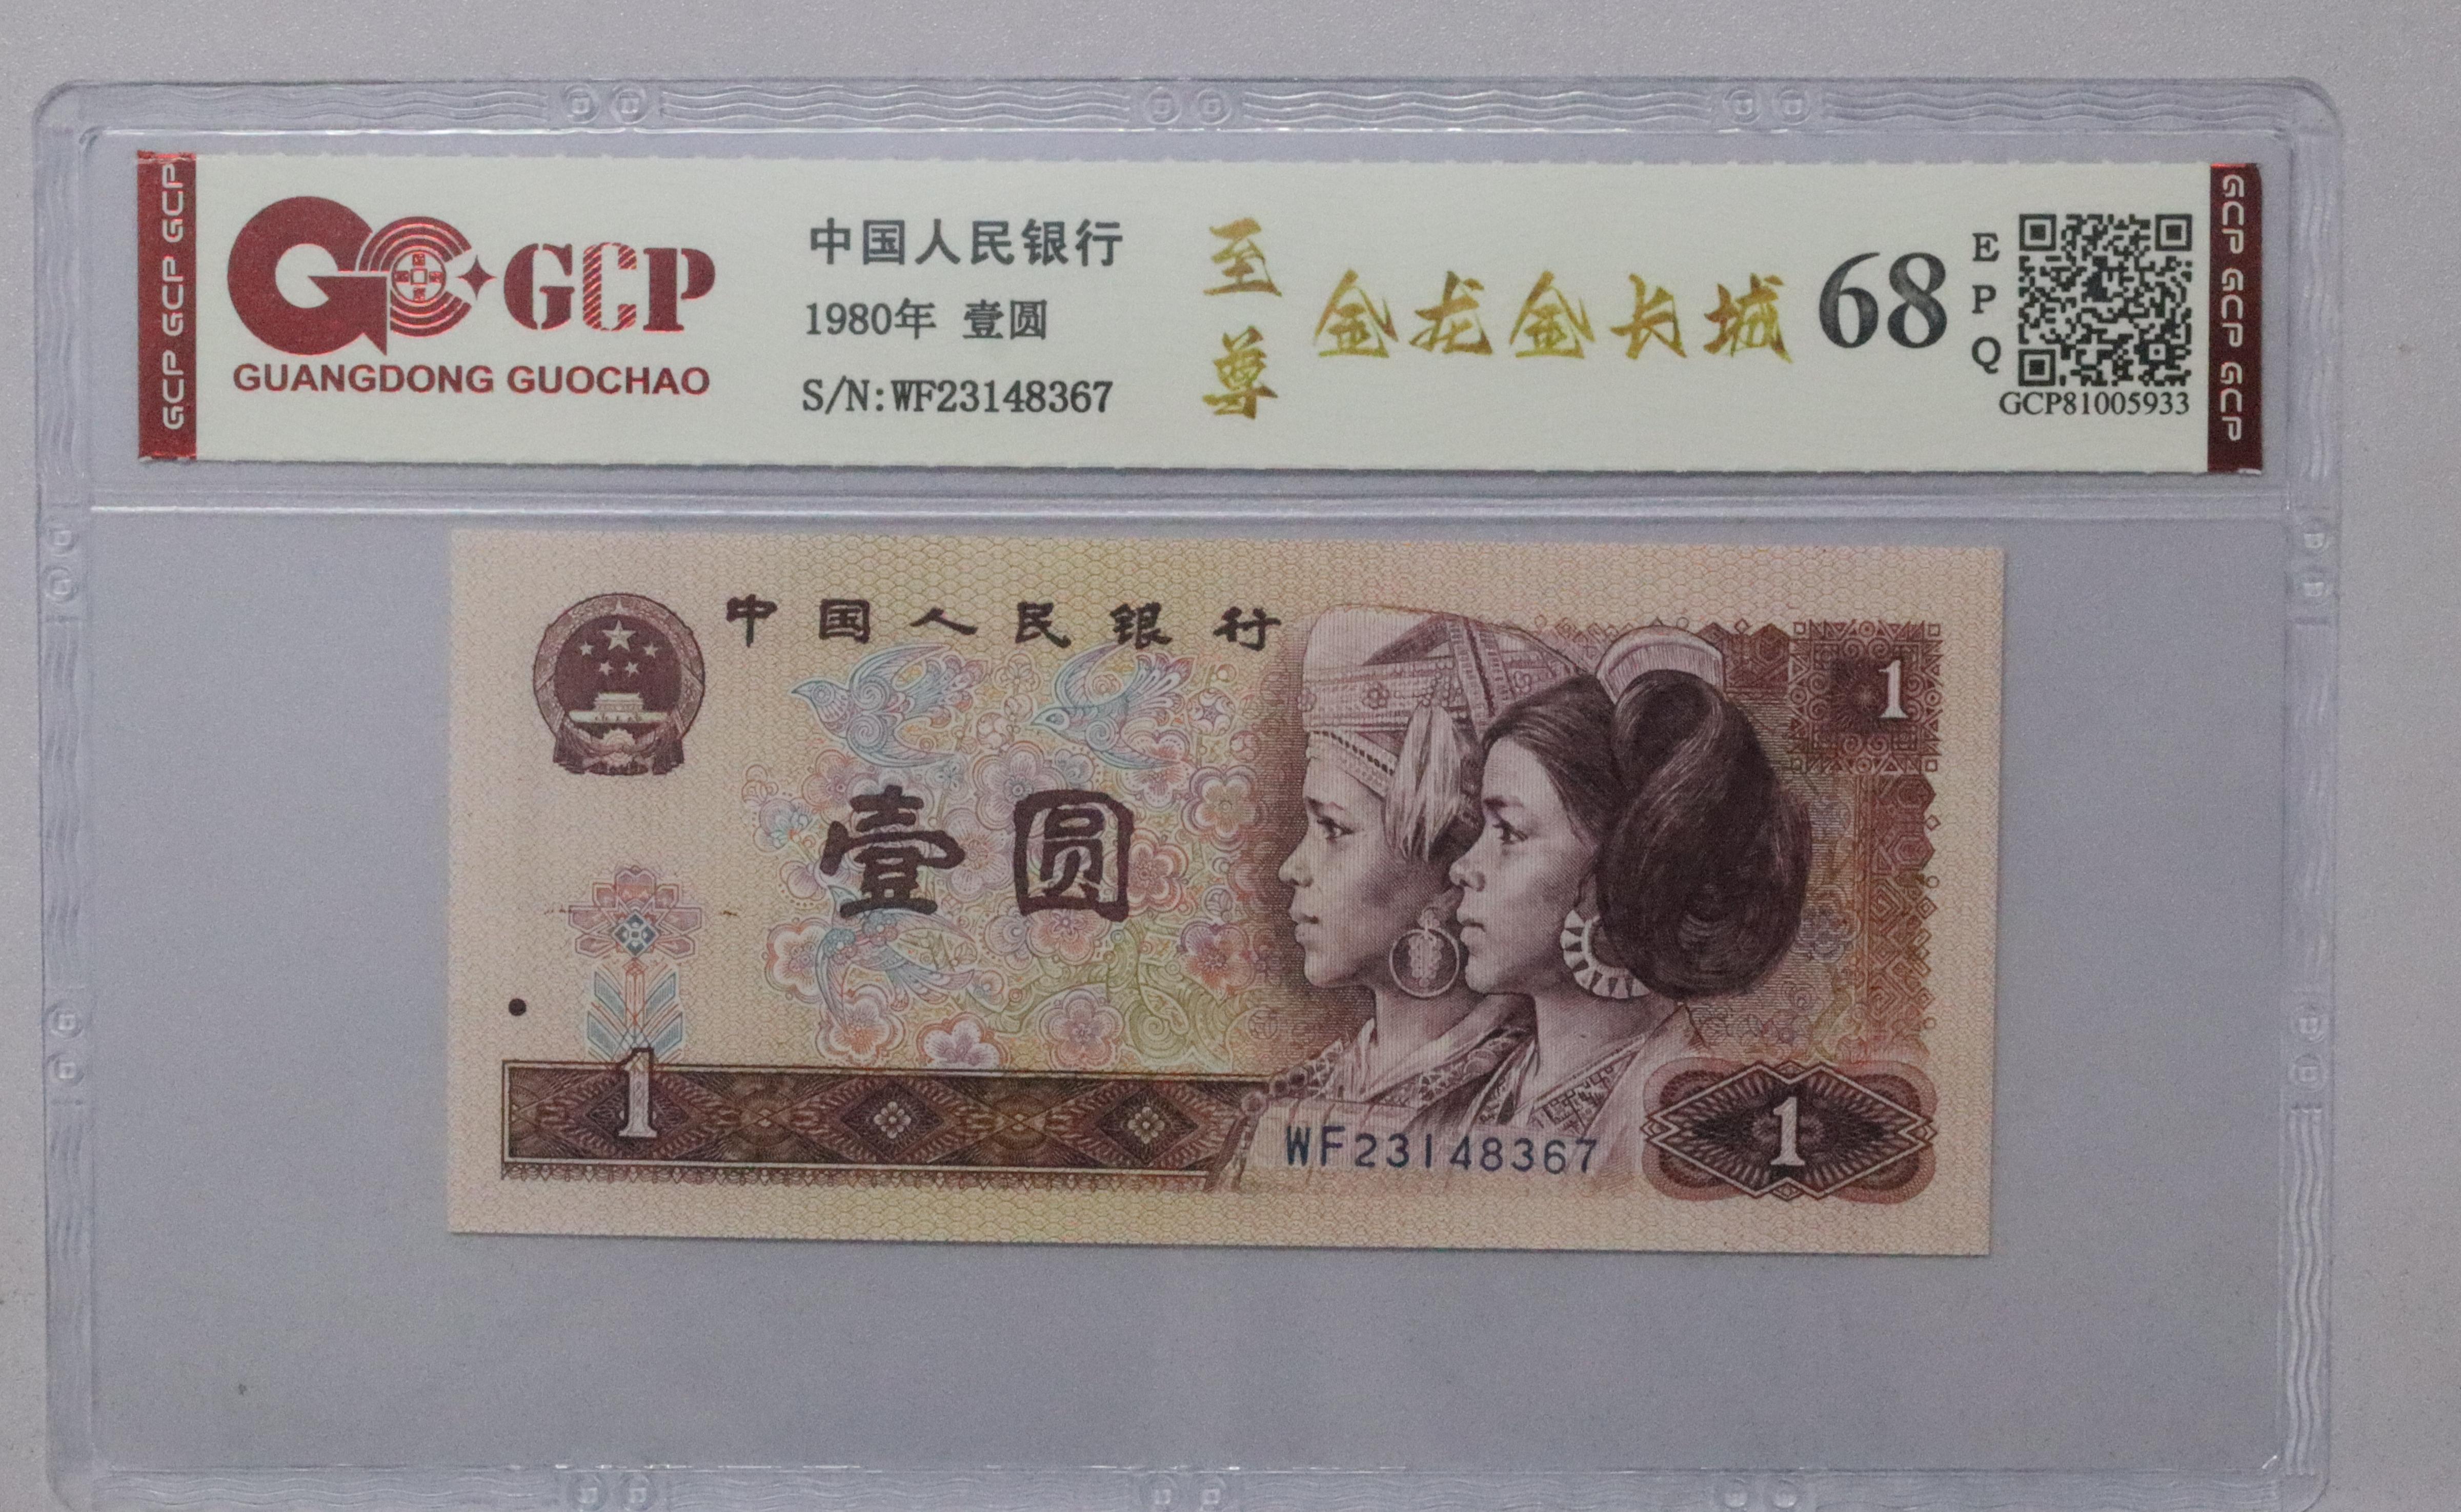 GCP GCP GCP
GC GCP
GUANGDONG GUOCHAO
中国人民银行
1980年 壹圆
S/N:WF23148367
至尊
金龙金长城
68
EPQ
GCP81005933
GCP GCP GCP
中国人民银行
1
壹圆
1
WF23148367
1